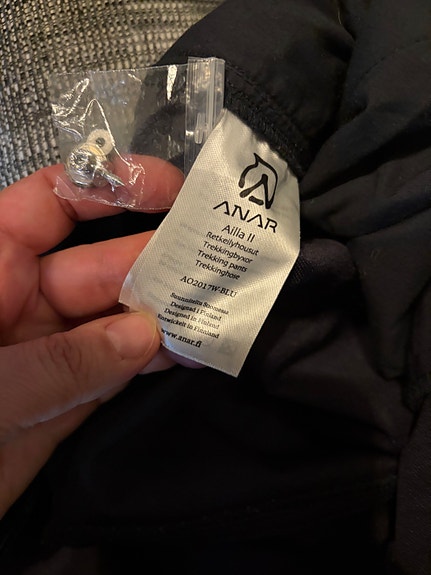 ANAR
Ailla II
Retkeilyhousut
Trekkingbyxor
Trekking pants
Trekkinghose
AO2017W-BLU
Suunniteltu Suomessa
Designad i Finland
Designed in Finland
Entwickelt in Finnland
www.anar.fi